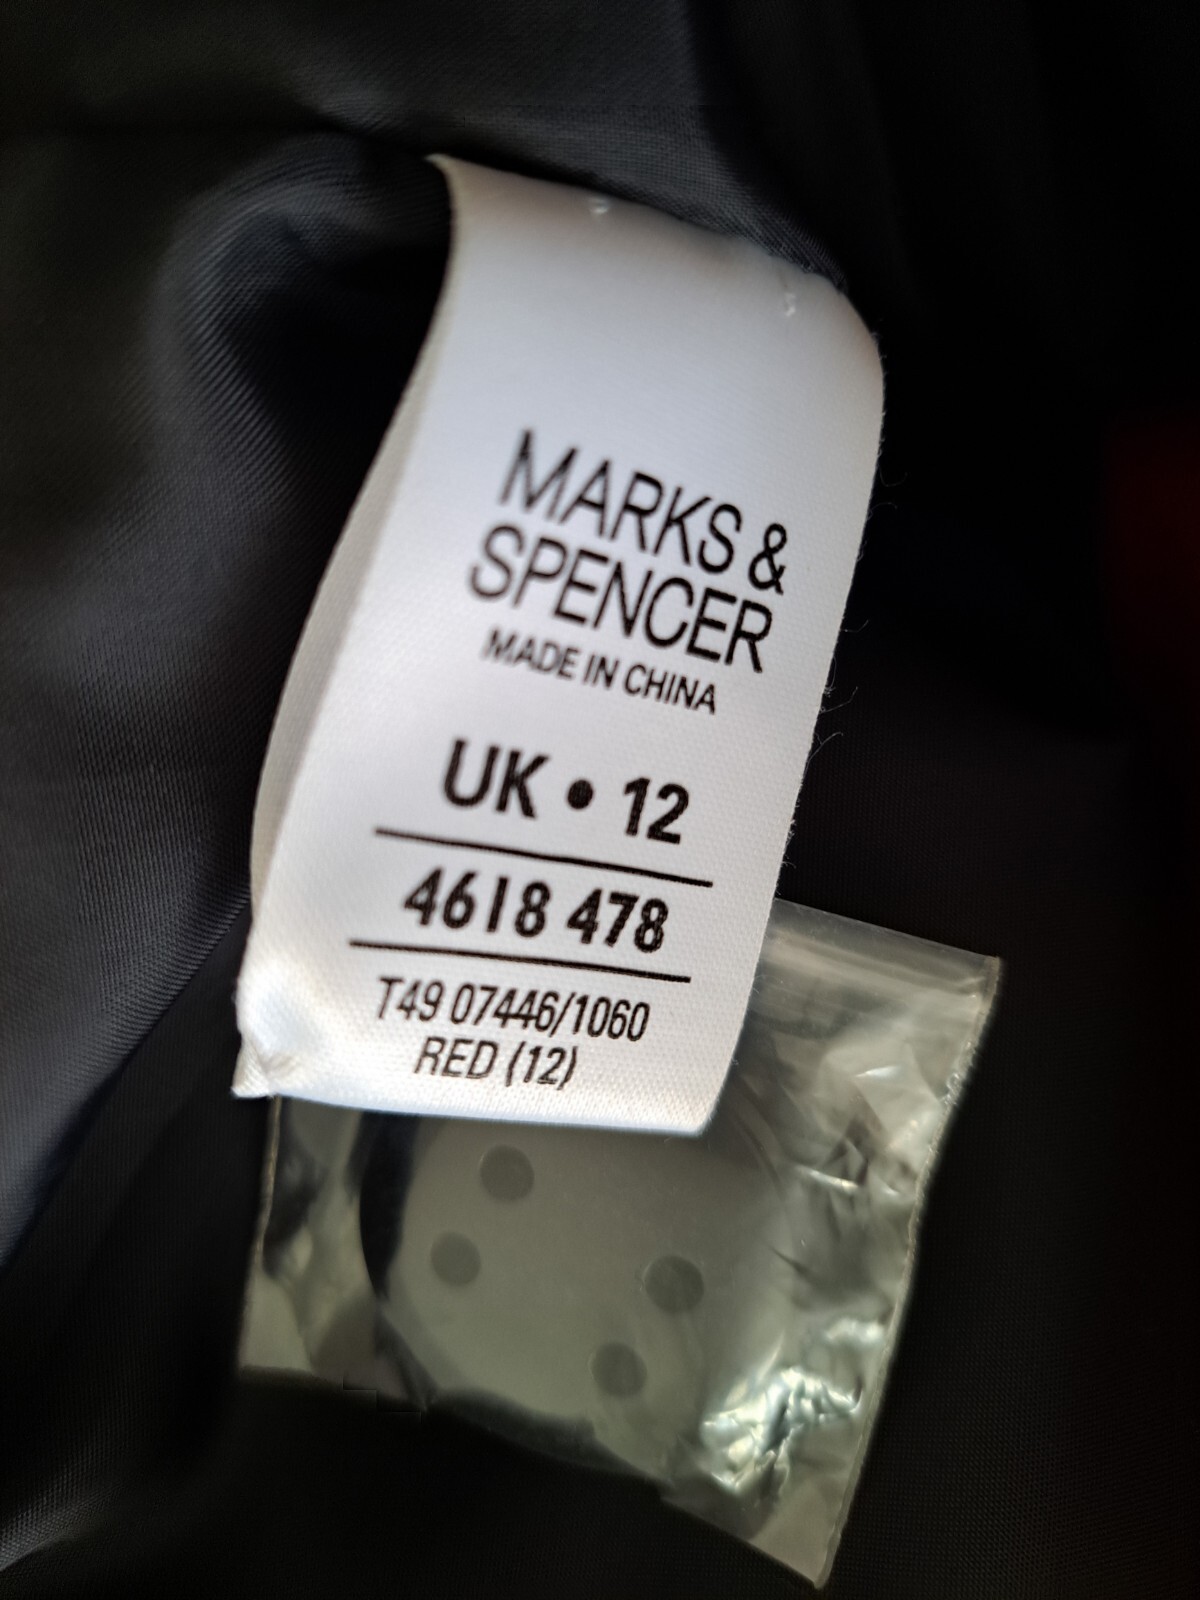 MARKS &
SPENCER
MADE IN CHINA
UK • 12
4618 478
T49 07446/1060
RED (12)